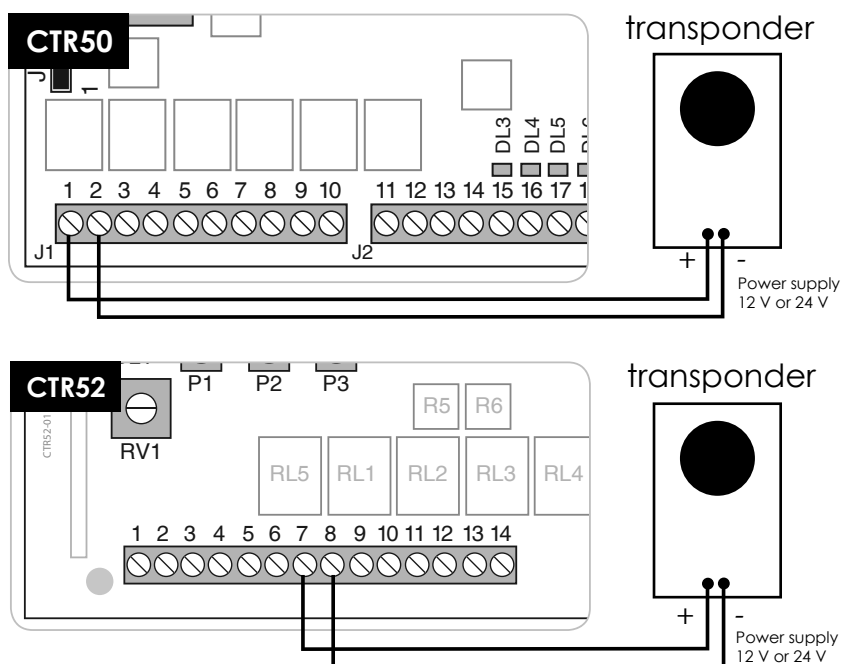 CTR50
transponder
J
1
DL3
DL4
DL5
1 2 3 4 5 6 7 8 9 10
11 12 13 14 15 16 17
J1
J2
+ -
Power supply
12 V or 24 V
CTR52
transponder
P1 P2 P3
CTR52-01
RV1
R5 R6
RL5 RL1 RL2 RL3 RL4
1 2 3 4 5 6 7 8 9 10 11 12 13 14
+ -
Power supply
12 V or 24 V